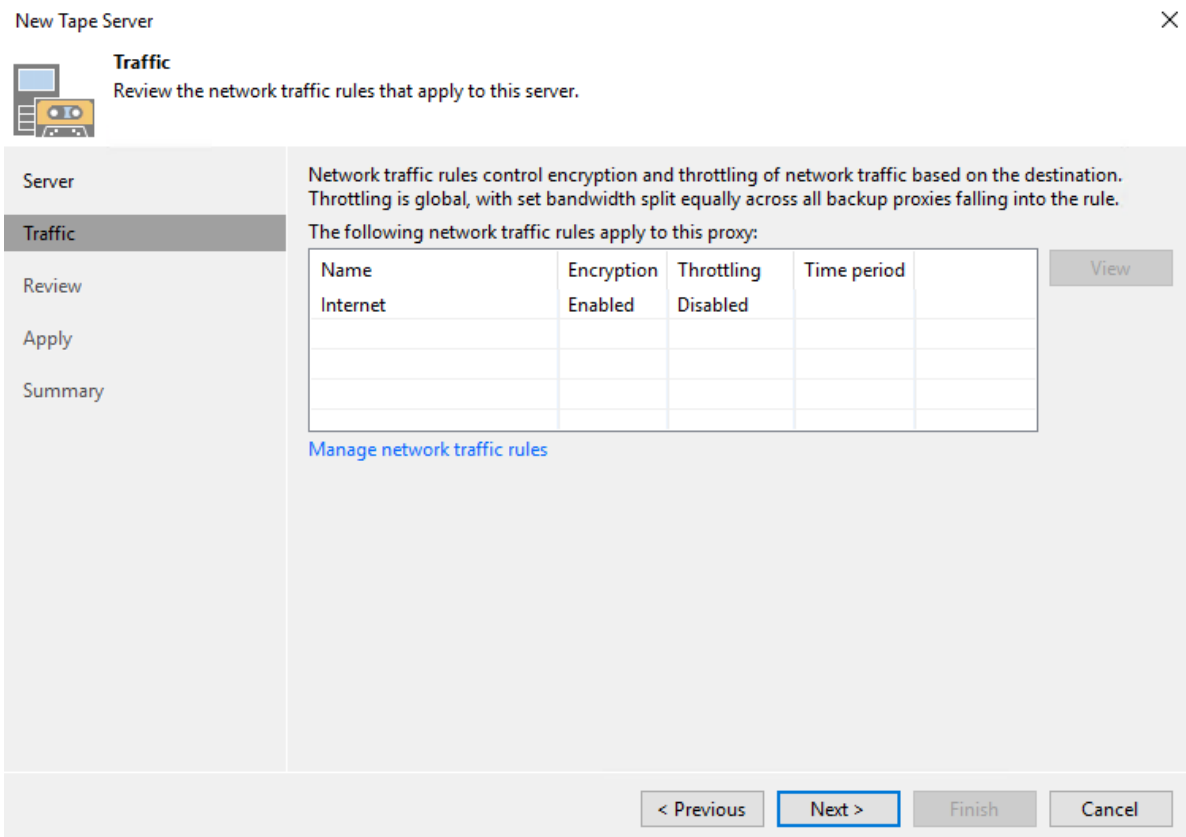 New Tape Server
Traffic
Review the network traffic rules that apply to this server.
Server
Traffic
Review
Apply
Summary
Network traffic rules control encryption and throttling of network traffic based on the destination.
Throttling is global, with set bandwidth split equally across all backup proxies falling into the rule.
The following network traffic rules apply to this proxy:
Name Encryption Throttling Time period
Internet Enabled Disabled
View
Manage network traffic rules
< Previous Next > Finish Cancel